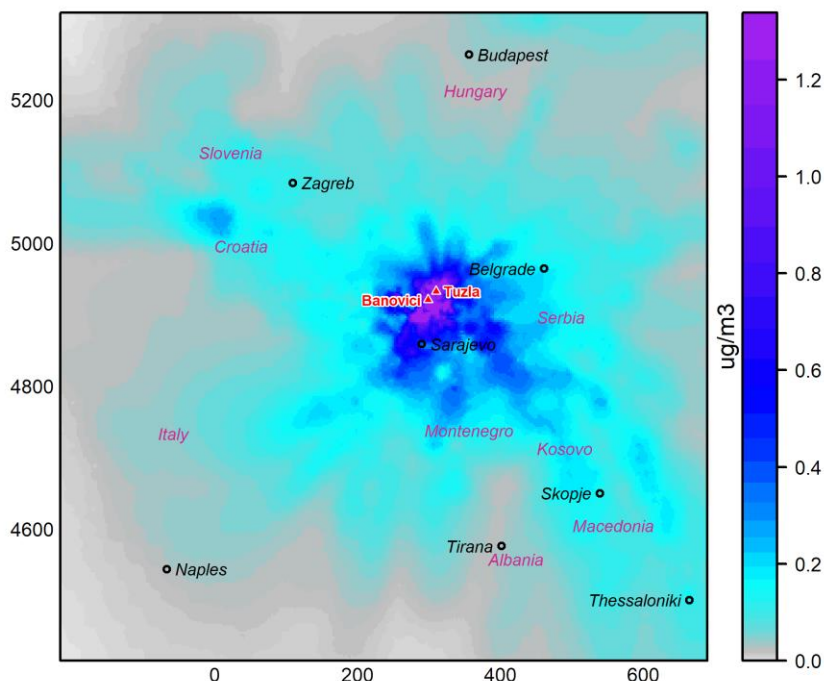 Budapest
Hungary
5200
1.2
Slovenia
Zagreb
1.0
5000
Croatia
Belgrade
Tuzla
Banovici
0.8
Serbia
Sarajevo
ug/m3
0.6
4800
Italy
Montenegro
Kosovo
0.4
Skopje
4600
Macedonia
Tirana
Albania
Naples
0.2
Thessaloniki
0.0
0
200
400
600